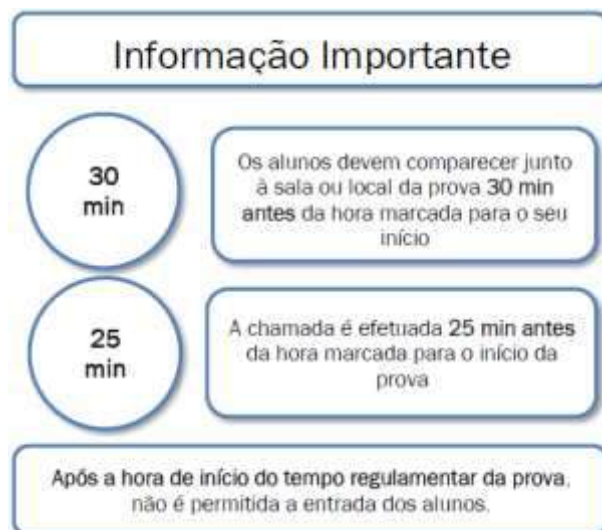 Informação Importante
30
min
Os alunos devem comparecer junto
à sala ou local da prova 30 min
antes da hora marcada para o seu
início
25
min
A chamada é efetuada 25 min antes
da hora marcada para o início da
prova
Após a hora de início do tempo regulamentar da prova,
não é permitida a entrada dos alunos.